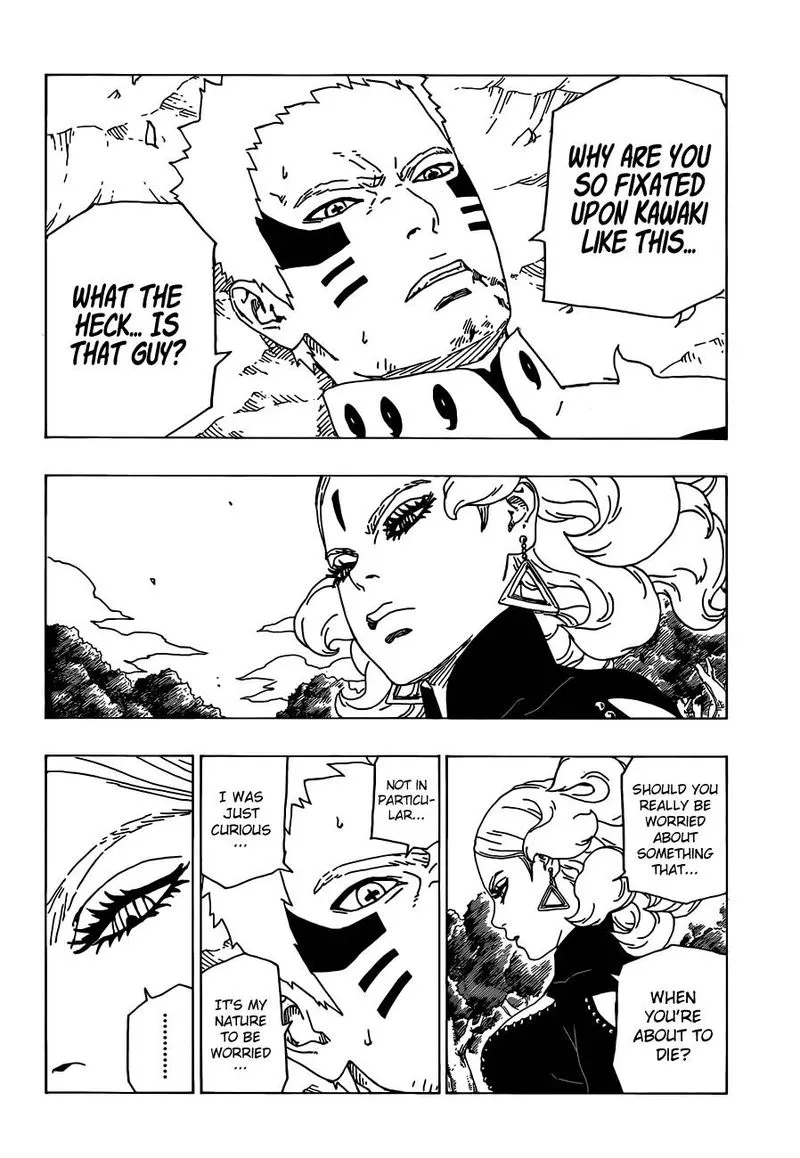 WHY ARE YOU
SO FIXATED
UPON KAWAKI
LIKE THIS...
WHAT THE
HECK... IS
THAT GUY?
SHOULD YOU
REALLY BE
WORRIED
ABOUT
SOMETHING
THAT...
WHEN
YOU'RE
ABOUT TO
DIE?
NOT IN
PARTICU-
LAR...
I WAS
JUST
CURIOUS
...
IT'S MY
NATURE
TO BE
WORRIED
...
.........